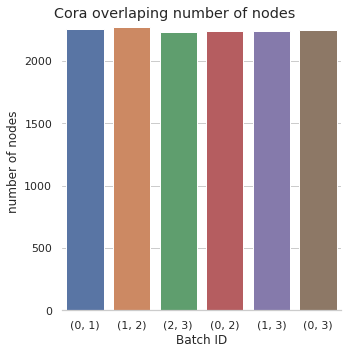 Cora overlaping number of nodes
number of nodes
2000
1500
1000
500
0
(0, 1) (1, 2) (2, 3) (0, 2) (1, 3) (0, 3)
Batch ID